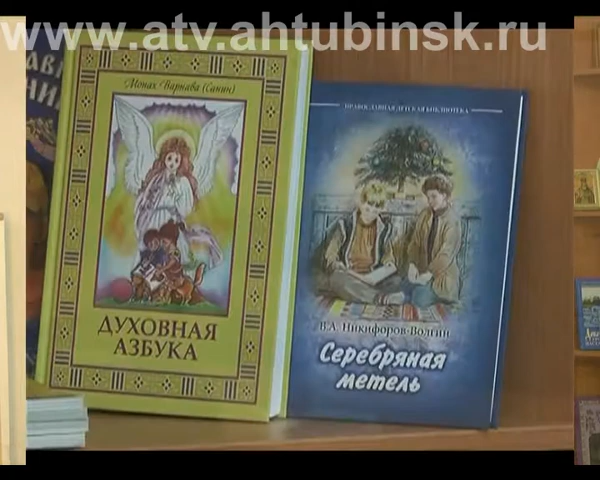 www.atv.ahtubinsk.ru
Монах Варнава (Санин)
ДУХОВНАЯ
АЗБУКА
ПРАВОСЛАВНАЯ ДЕТСКАЯ БИБЛИОТЕКА
В.А. Никифоров-Волгин
Серебряная
метель